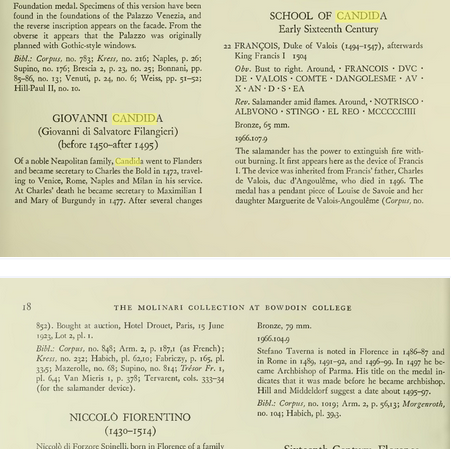 Foundation medal. Specimens of this version have been
found in the foundations of the Palazzo Venezia, and
the reverse inscription appears on the facade. From the
obverse it appears that the Palazzo was originally
planned with Gothic-style windows.
Bibl.: Corpus, no. 783; Kress, no. 216; Naples, p. 26;
Supino, no. 176; Brescia 2, p. 23, no. 25; Bonnani, pp.
85–86, no. 13; Venuti, p. 24, no. 6; Weiss, pp. 51–52;
Hill-Paul II, no. 10.
GIOVANNI CANDIDA
(Giovanni di Salvatore Filangieri)
(before 1450–after 1495)
Of a noble Neapolitan family, Candida went to Flanders
and became secretary to Charles the Bold in 1472, travel-
ing to Venice, Rome, Naples and Milan in his service.
At Charles' death he became secretary to Maximilian I
and Mary of Burgundy in 1477. After several changes
SCHOOL OF CANDIDA
Early Sixteenth Century
22 FRANÇOIS, Duke of Valois (1494–1547), afterwards
King Francis I 1504
Obv. Bust to right. Around, · FRANCOIS · DVC ·
DE · VALOIS · COMTE · DANGOLESME · AV ·
X · AN · D · S · EA
Rev. Salamander amid flames. Around, · NOTRISCO ·
ALBVONO · STINGO · EL REO · MCCCCCIIII
Bronze, 65 mm.
1966.107.9
The salamander has the power to extinguish fire with-
out burning. It first appears here as the device of Francis
I. The device was inherited from Francis' father, Charles
de Valois, duc d'Angoulême, who died in 1496. The
medal has a pendant piece of Louise de Savoie and her
daughter Marguerite de Valois-Angoulême (Corpus, no.
18 THE MOLINARI COLLECTION AT BOWDOIN COLLEGE
852). Bought at auction, Hotel Drouet, Paris, 15 June
1923, Lot 2, pl. 1.
Bibl.: Corpus, no. 848; Arm. 2, p. 187,1 (as French);
Kress, no. 232; Habich, pl. 62,10; Fabriczy, p. 165, pl.
33,5; Mazerolle, no. 68; Supino, no. 814; Trésor Fr. 1,
pl. 6,4; Van Mieris 1, p. 378; Tervarent, cols. 333–34
(for the salamander device).
NICCOLÒ FIORENTINO
(1430–1514)
Niccolò di Forzore Spinelli, born in Florence of a family
Bronze, 79 mm.
1966.104.9
Stefano Taverna is noted in Florence in 1486–87 and
in Rome in 1489, 1491–92, and 1496–99. In 1497 he be-
came Archbishop of Parma. His title on the medal in-
dicates that it was made before he became archbishop.
Hill and Middeldorf suggest a date about 1495–97.
Bibl.: Corpus, no. 1019; Arm. 2, p. 56,13; Morgenroth,
no. 104; Habich, pl. 39,3.